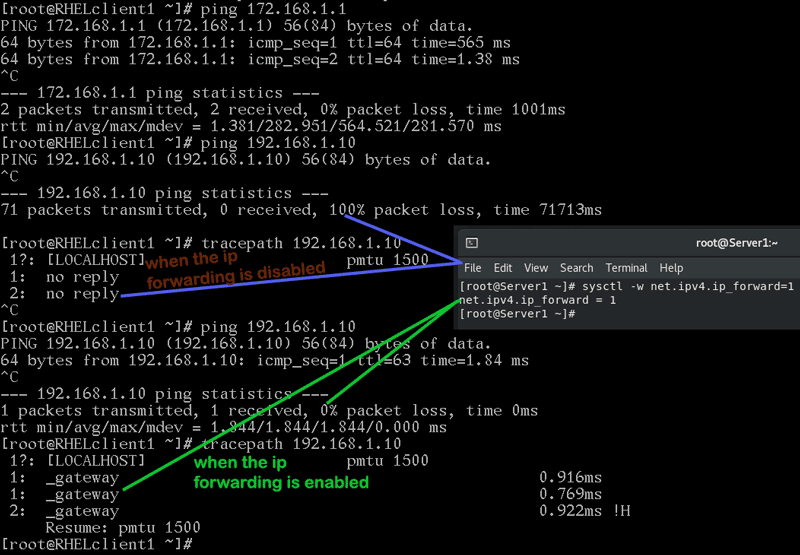 [root@RHELclient1 ~]# ping 172.168.1.1
PING 172.168.1.1 (172.168.1.1) 56(84) bytes of data.
64 bytes from 172.168.1.1: icmp_seq=1 ttl=64 time=565 ms
64 bytes from 172.168.1.1: icmp_seq=2 ttl=64 time=1.38 ms
^C
--- 172.168.1.1 ping statistics ---
2 packets transmitted, 2 received, 0% packet loss, time 1001ms
rtt min/avg/max/mdev = 1.381/282.951/564.521/281.570 ms
[root@RHELclient1 ~]# ping 192.168.1.10
PING 192.168.1.10 (192.168.1.10) 56(84) bytes of data.
^C
--- 192.168.1.10 ping statistics ---
71 packets transmitted, 0 received, 100% packet loss, time 71713ms
[root@RHELclient1 ~]# tracepath 192.168.1.10
1?: [LOCALHOST] pmtu 1500
1: no reply
2: no reply
^C
when the ip
forwarding is disabled
root@Server1:~
File Edit View Search Terminal Help
[root@Server1 ~]# sysctl -w net.ipv4.ip_forward=1
net.ipv4.ip_forward = 1
[root@Server1 ~]#
[root@RHELclient1 ~]# ping 192.168.1.10
PING 192.168.1.10 (192.168.1.10) 56(84) bytes of data.
64 bytes from 192.168.1.10: icmp_seq=1 ttl=63 time=1.84 ms
^C
--- 192.168.1.10 ping statistics ---
1 packets transmitted, 1 received, 0% packet loss, time 0ms
rtt min/avg/max/mdev = 1.844/1.844/1.844/0.000 ms
[root@RHELclient1 ~]# tracepath 192.168.1.10
1?: [LOCALHOST] pmtu 1500
1: _gateway 0.916ms
1: _gateway 0.769ms
2: _gateway 0.922ms !H
Resume: pmtu 1500
[root@RHELclient1 ~]#
when the ip
forwarding is enabled